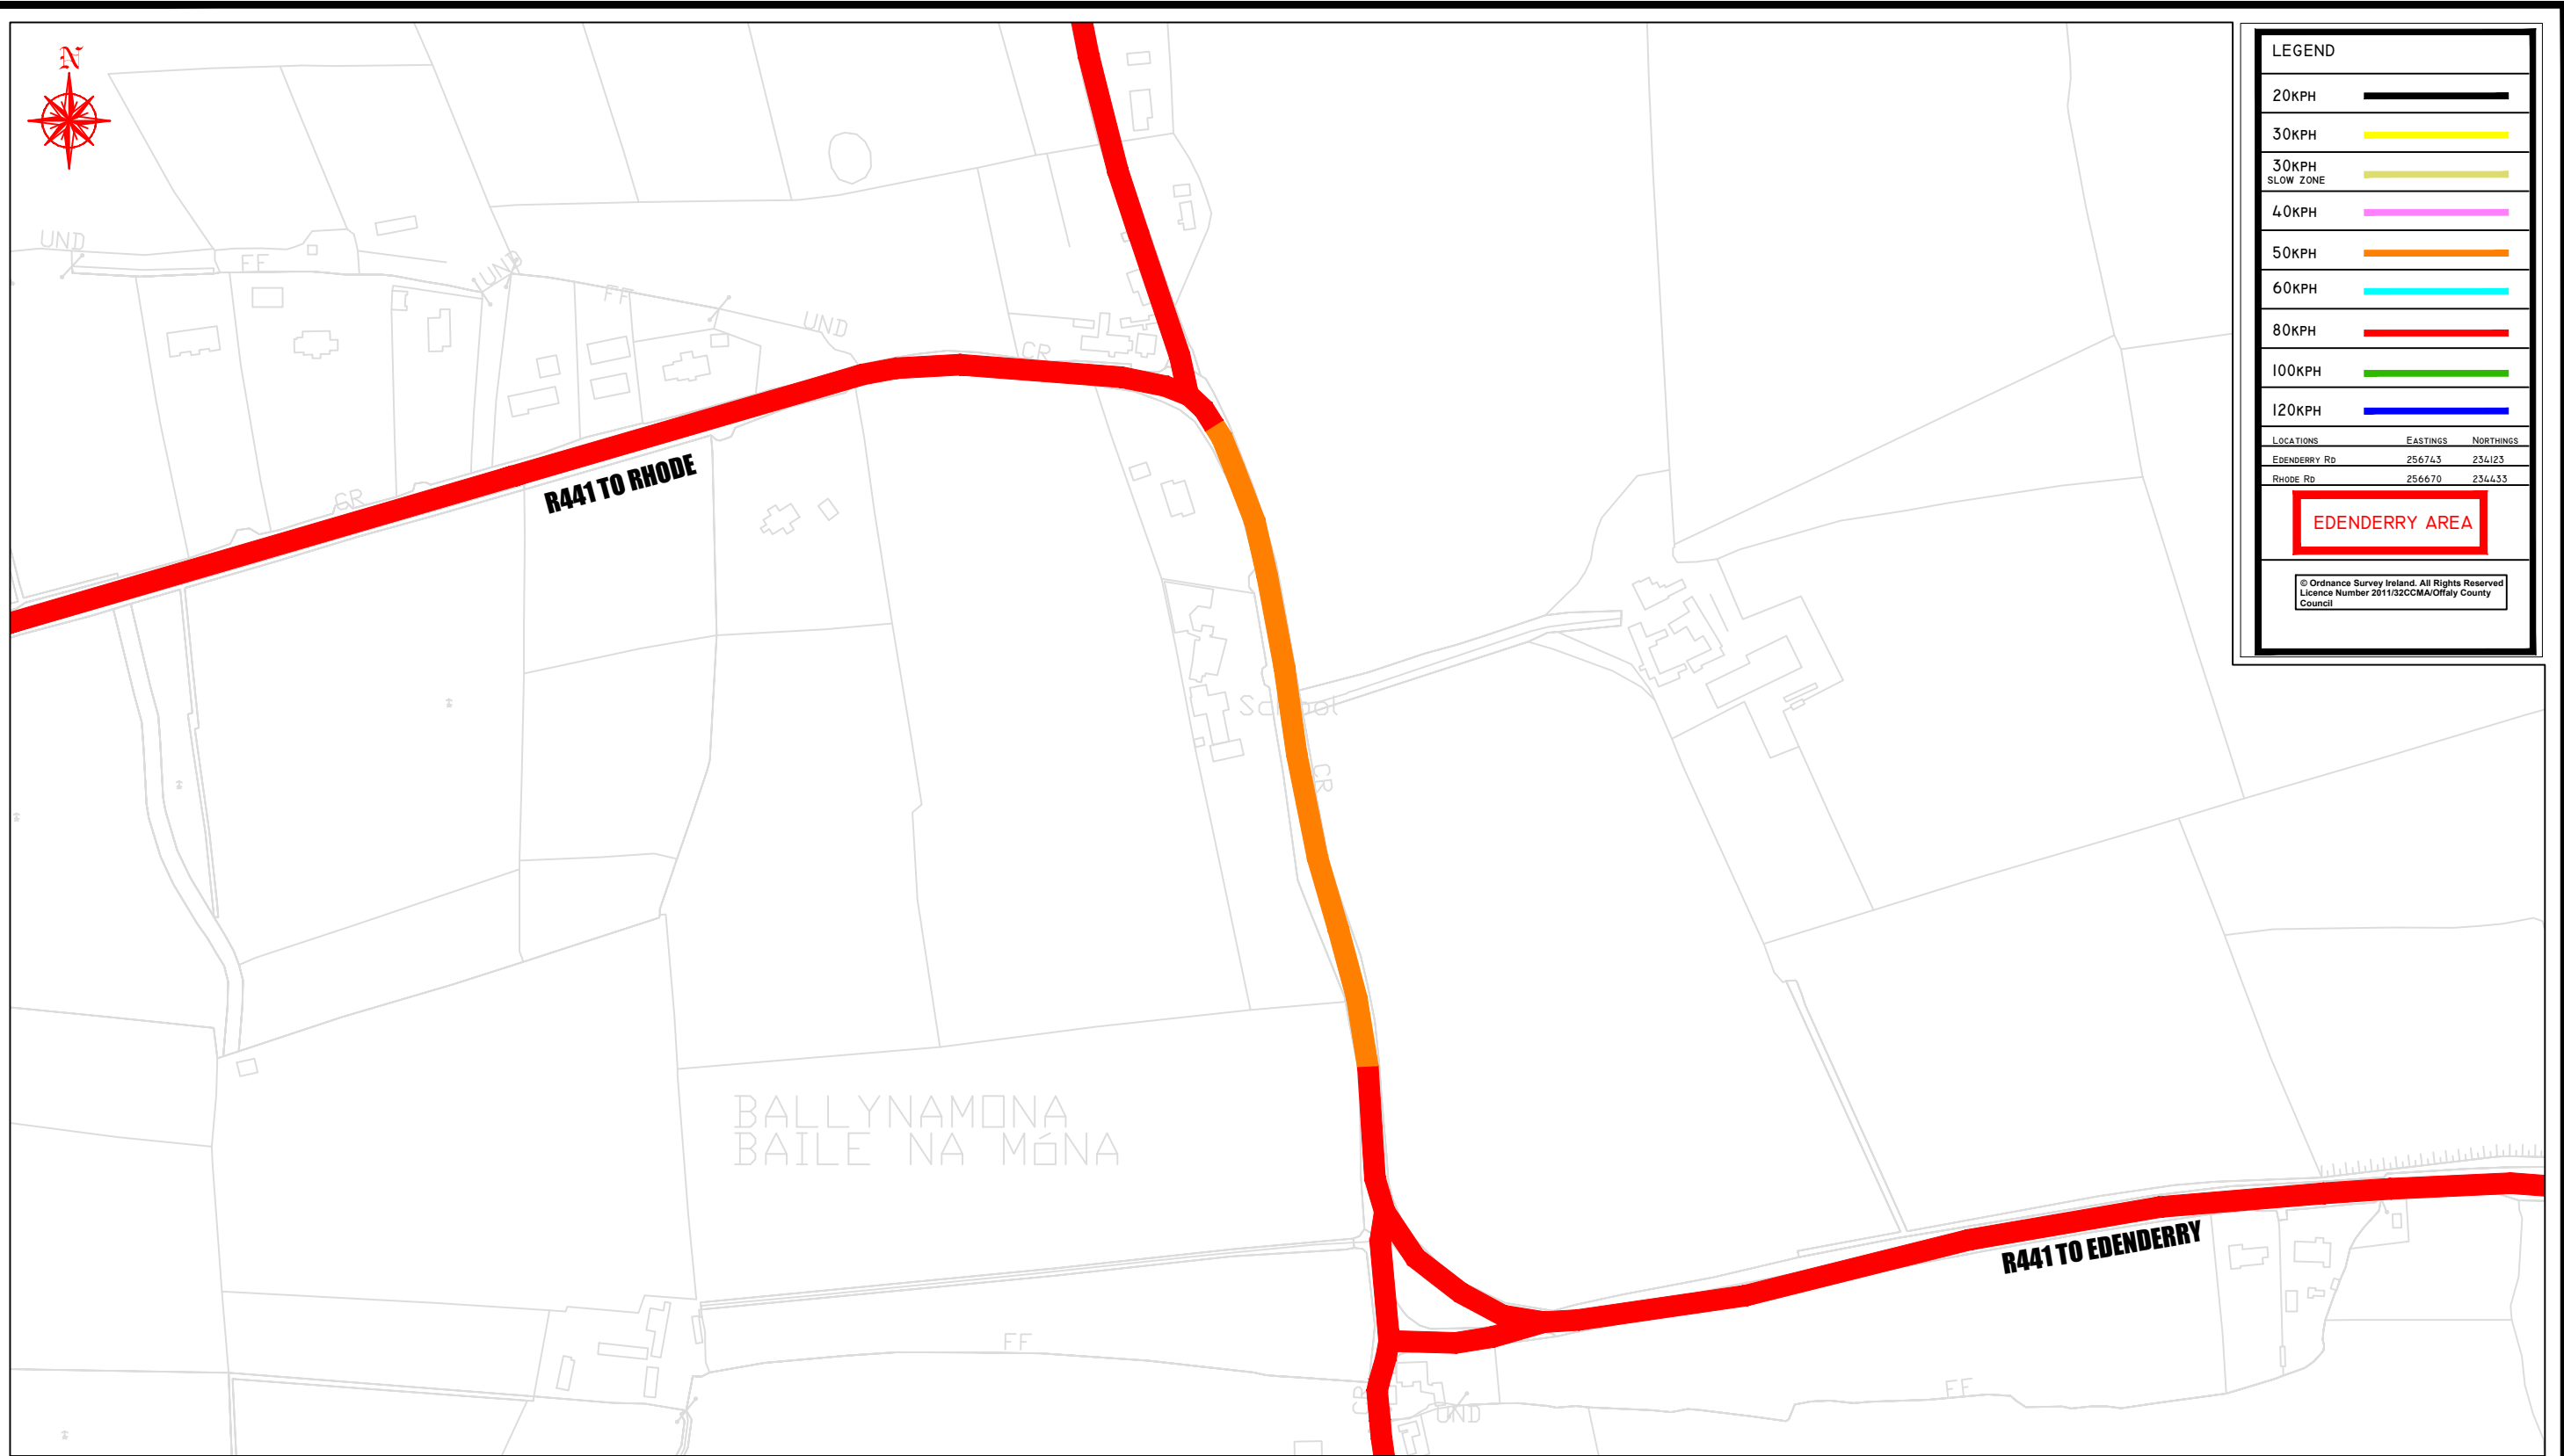 N
UND
FF
UND
FF
UND
CR
CR
R441 TO RHODE
School
CR
BALLYNAMONA
BAILE NA MóNA
R441 TO EDENDERRY
FF
FF
CR
UND
LEGEND
20KPH
30KPH
30KPH
SLOW ZONE
40KPH
50KPH
60KPH
80KPH
100KPH
120KPH
LOCATIONS EASTINGS NORTHINGS
EDENDERRY RD 256743 234123
RHODE RD 256670 234433
EDENDERRY AREA
© Ordnance Survey Ireland. All Rights Reserved
Licence Number 2011/32CCMA/Offaly County
Council